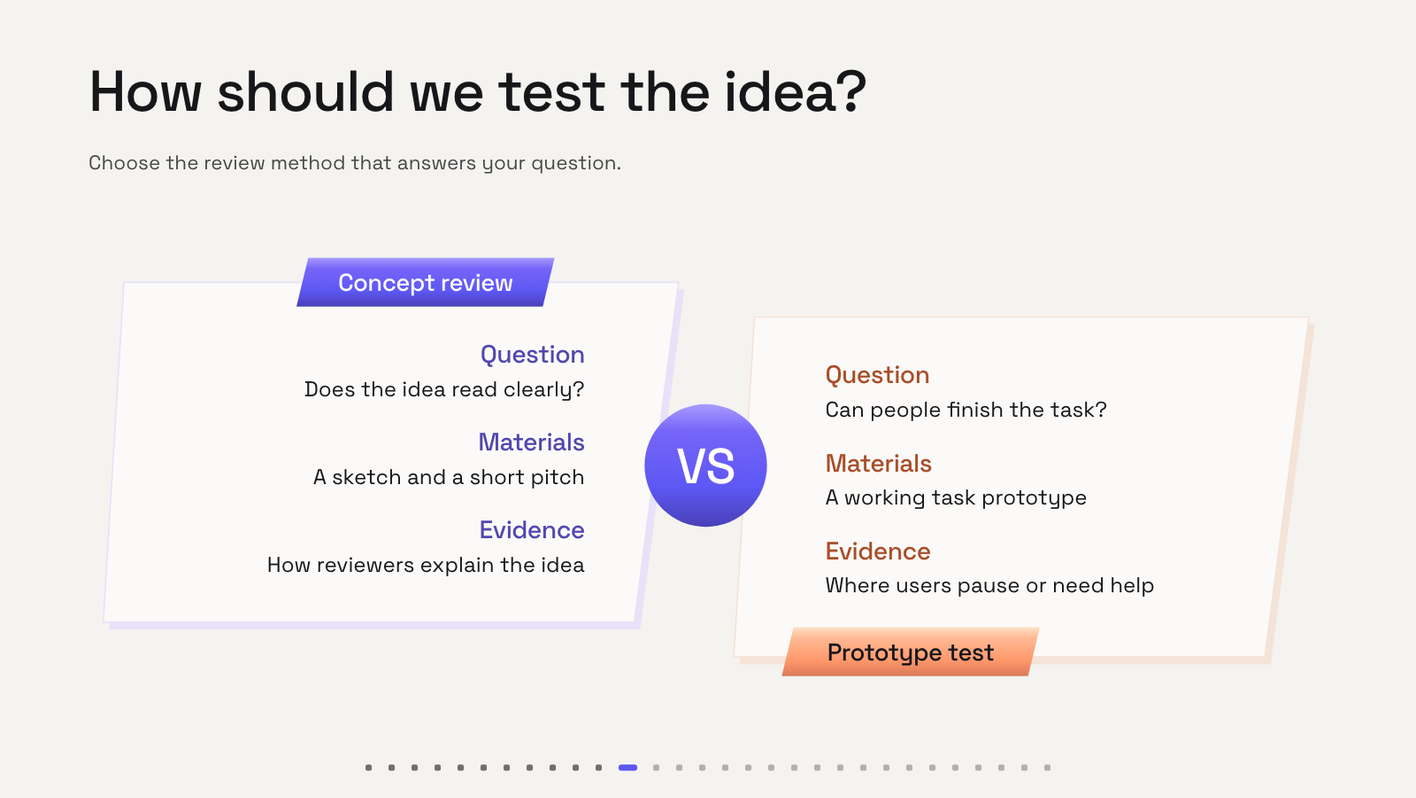 How should we test the idea?
Choose the review method that answers your question.
Concept review
Question
Does the idea read clearly?
Materials
A sketch and a short pitch
Evidence
How reviewers explain the idea
VS
Question
Can people finish the task?
Materials
A working task prototype
Evidence
Where users pause or need help
Prototype test